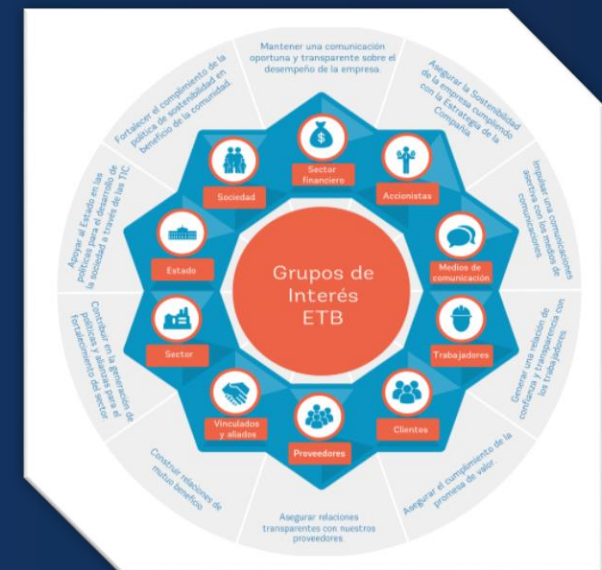 Mantener una comunicación
oportuna y transparente sobre el
desempeño de la empresa.
Asegurar la Sostenibilidad
de la empresa cumpliendo
con la Estrategia de la
Compañía.
Impulsar una comunicaciones
asertiva con los medios de
comunicaciones.
Generar una relación de
confianza y transparencia con
los trabajadores
Asegurar el cumplimiento de la
promesa de valor.
Asegurar relaciones
transparentes con nuestros
proveedores.
Construir relaciones de
mutuo beneficio.
Contribuir en la generación de
políticas y alianzas para el
fortalecimiento del sector.
Apoyar al Estado en las
políticas para el desarrollo de
la sociedad a través de las TIC
Fortalecer el cumplimiento de la
política de sostenibilidad en
beneficio de la comunidad.
Sector
financiero
Accionistas
Medios de
comunicación
Trabajadores
Clientes
Proveedores
Vinculados
y aliados
Sector
Estado
Sociedad
Grupos de
Interés
ETB